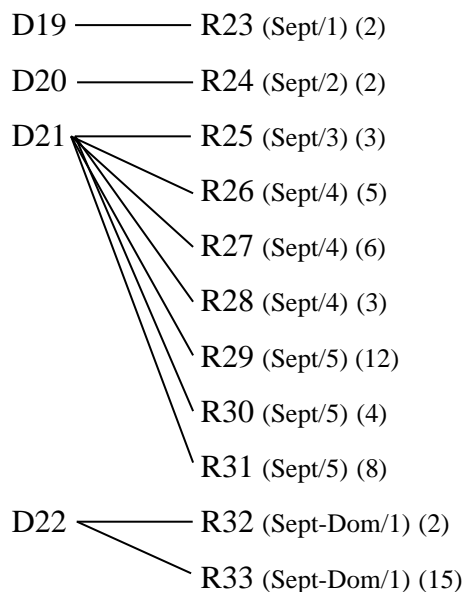 D19 R23 (Sept/1) (2)
D20 R24 (Sept/2) (2)
D21 R25 (Sept/3) (3)
R26 (Sept/4) (5)
R27 (Sept/4) (6)
R28 (Sept/4) (3)
R29 (Sept/5) (12)
R30 (Sept/5) (4)
R31 (Sept/5) (8)
D22 R32 (Sept-Dom/1) (2)
R33 (Sept-Dom/1) (15)